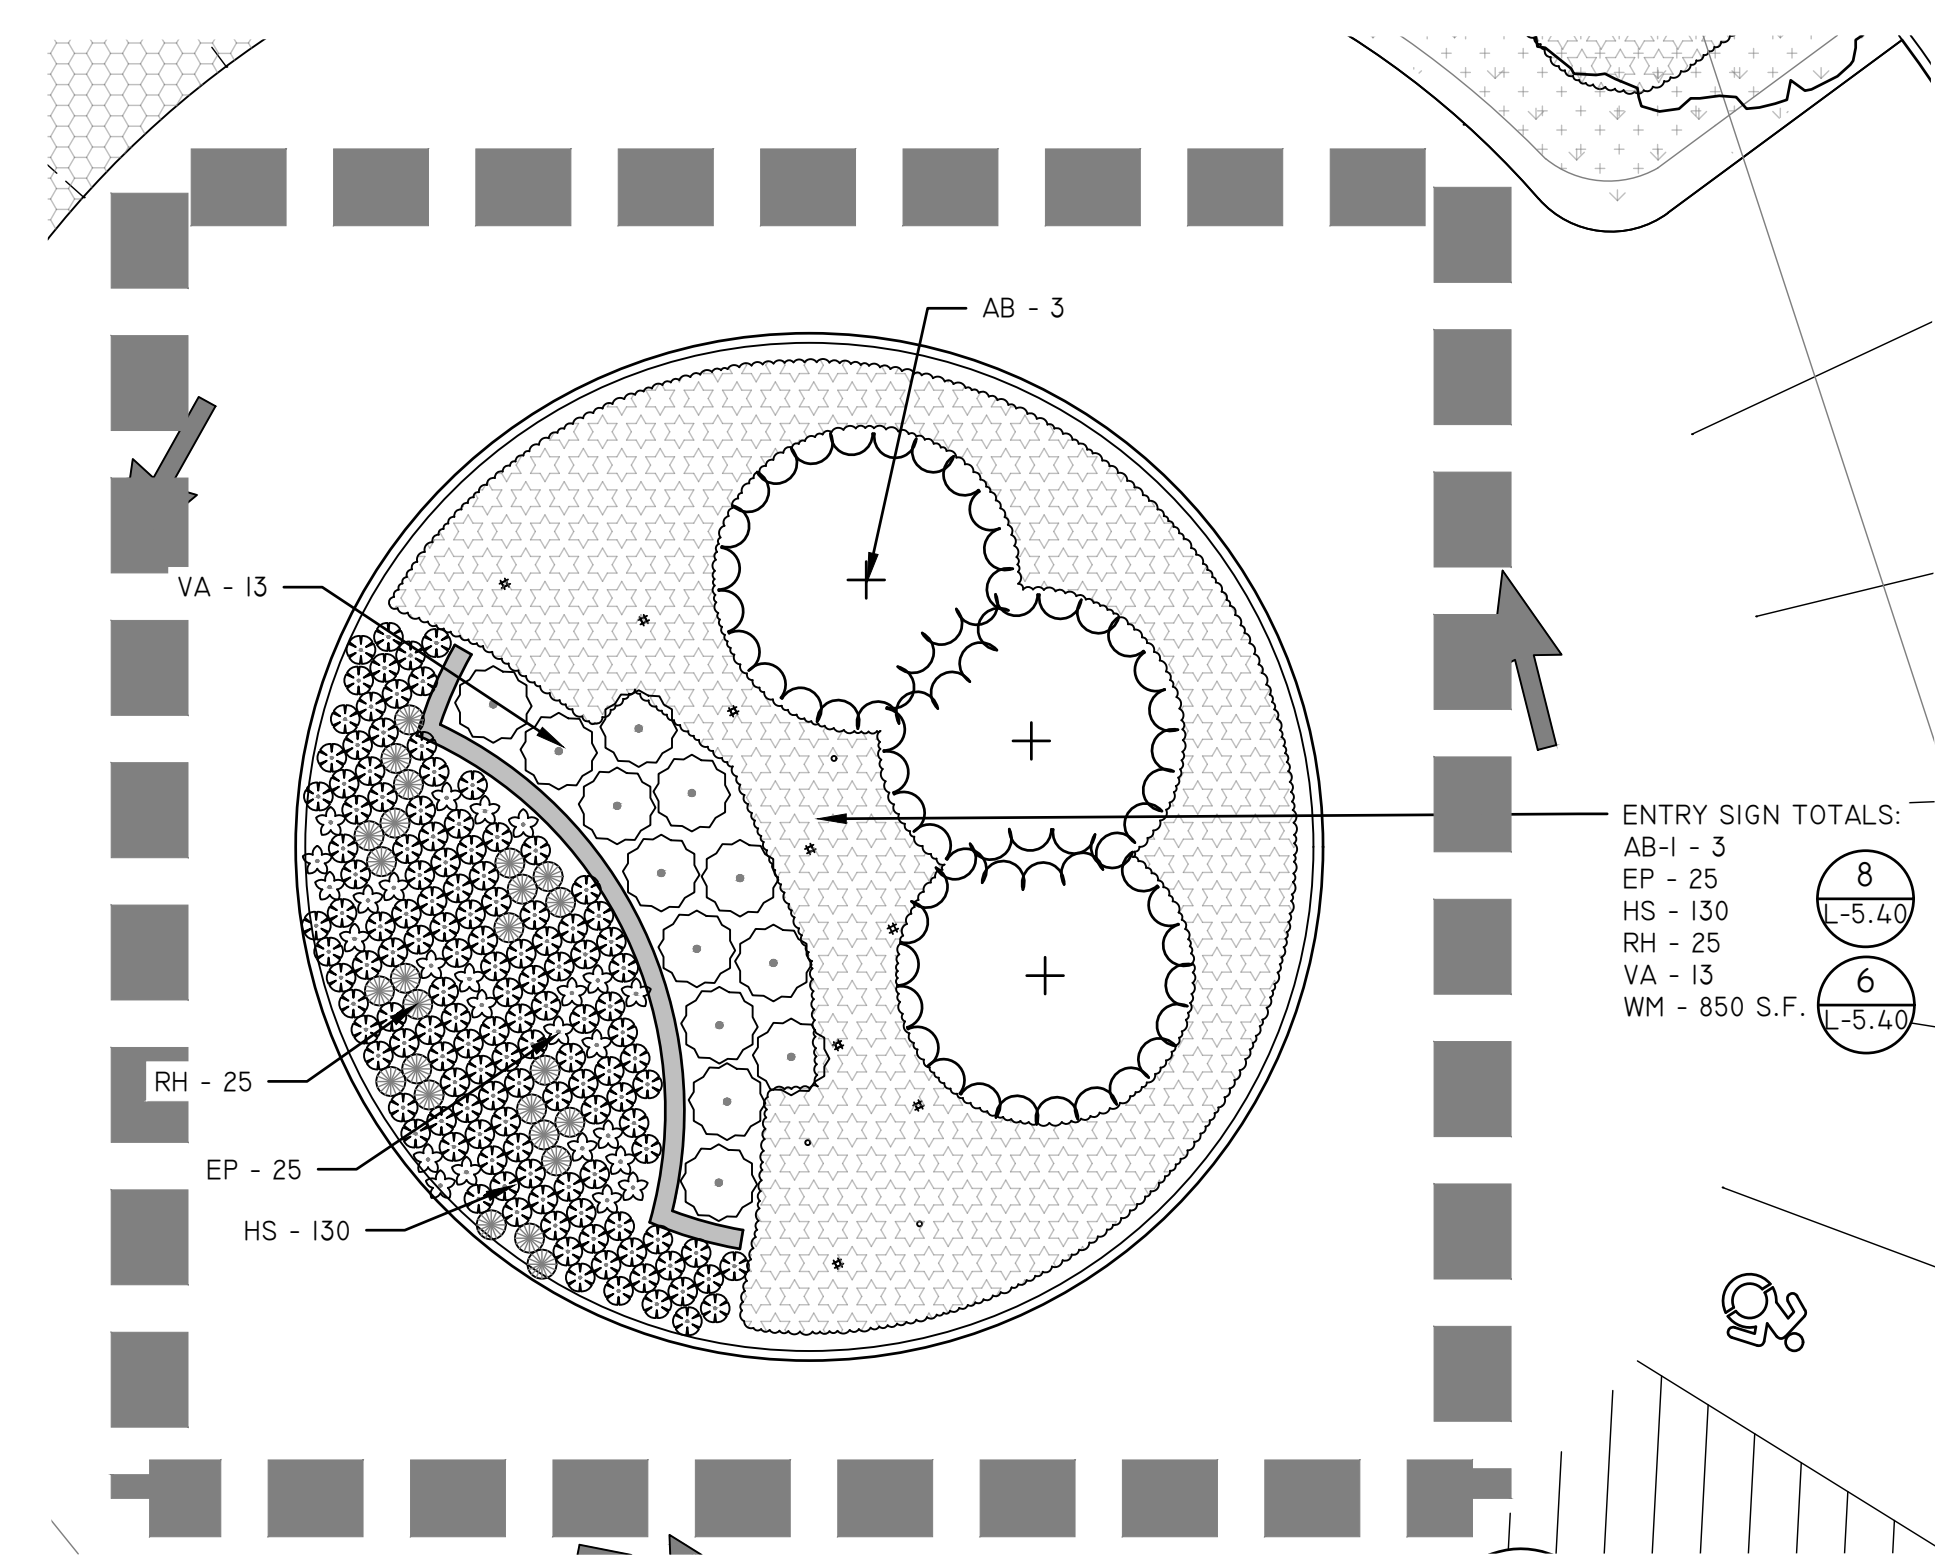 AB - 3
VA - 13
ENTRY SIGN TOTALS:
AB-1 - 3
EP - 25
HS - 130
RH - 25
VA - 13
WM - 850 S.F.
8
L-5.40
6
L-5.40
RH - 25
EP - 25
HS - 130